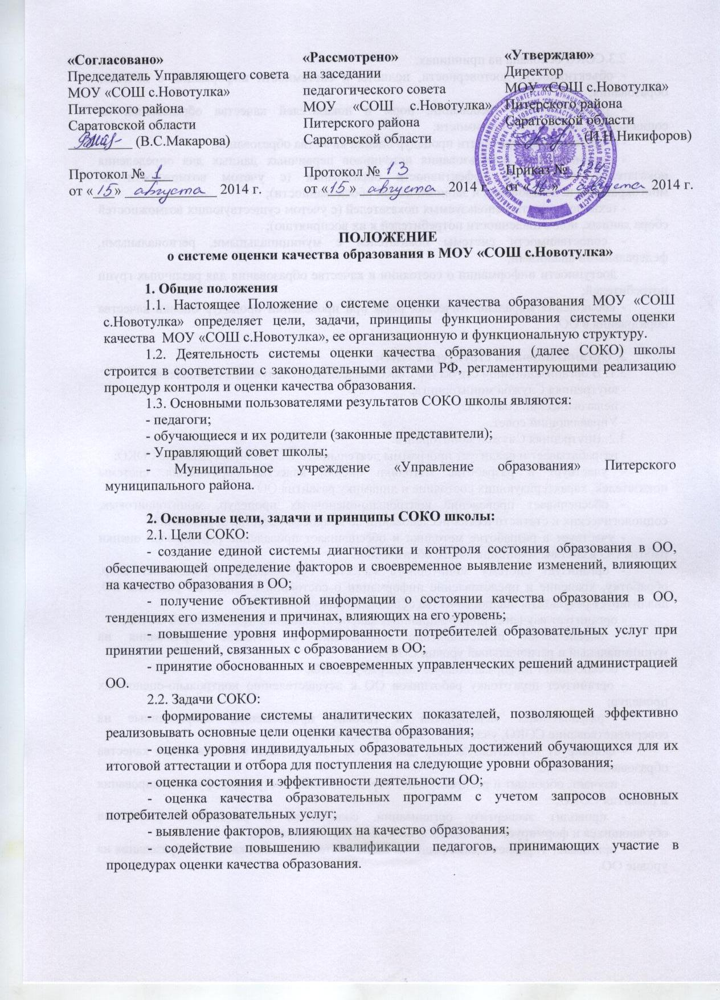 «Согласовано»
Председатель Управляющего совета
МОУ «СОШ с.Новотулка»
Питерского района
Саратовской области
_________ (В.С.Макарова)
Протокол № 1
от «15» августа 2014 г.
«Рассмотрено»
на заседании
педагогического совета
МОУ «СОШ с.Новотулка»
Питерского района
Саратовской области
Протокол № 13
от «15» августа 2014 г.
«Утверждаю»
Директор
МОУ «СОШ с.Новотулка»
Питерского района
Саратовской области
(И.Н.Никифоров)
Приказ №
от «16» августа 2014 г.
ПОЛОЖЕНИЕ
о системе оценки качества образования в МОУ «СОШ с.Новотулка»
1. Общие положения
1.1. Настоящее Положение о системе оценки качества образования МОУ «СОШ
с.Новотулка» определяет цели, задачи, принципы функционирования системы оценки
качества МОУ «СОШ с.Новотулка», ее организационную и функциональную структуру.
1.2. Деятельность системы оценки качества образования (далее СОКО) школы
строится в соответствии с законодательными актами РФ, регламентирующими реализацию
процедур контроля и оценки качества образования.
1.3. Основными пользователями результатов СОКО школы являются:
- педагоги;
- обучающиеся и их родители (законные представители);
- Управляющий совет школы;
- Муниципальное учреждение «Управление образования» Питерского
муниципального района.
2. Основные цели, задачи и принципы СОКО школы:
2.1. Цели СОКО:
- создание единой системы диагностики и контроля состояния образования в ОО,
обеспечивающей определение факторов и своевременное выявление изменений, влияющих
на качество образования в ОО;
- получение объективной информации о состоянии качества образования в ОО,
тенденциях его изменения и причинах, влияющих на его уровень;
- повышение уровня информированности потребителей образовательных услуг при
принятии решений, связанных с образованием в ОО;
- принятие обоснованных и своевременных управленческих решений администрацией
ОО.
2.2. Задачи СОКО:
- формирование системы аналитических показателей, позволяющей эффективно
реализовывать основные цели оценки качества образования;
- оценка уровня индивидуальных образовательных достижений обучающихся для их
итоговой аттестации и отбора для поступления на следующие уровни образования;
- оценка состояния и эффективности деятельности ОО;
- оценка качества образовательных программ с учетом запросов основных
потребителей образовательных услуг;
- выявление факторов, влияющих на качество образования;
- содействие повышению квалификации педагогов, принимающих участие в
процедурах оценки качества образования.